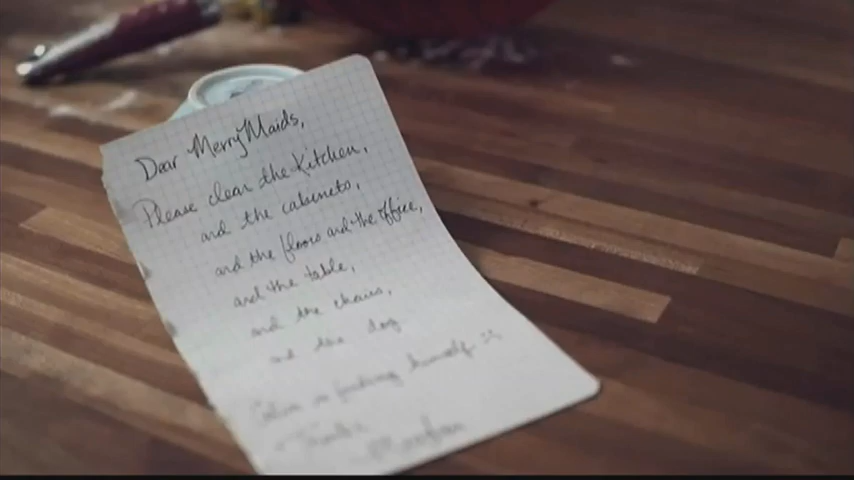 Dear Merry Maids,
Please clean the kitchen,
and the cabinets,
and the floors and the office,
and the table,
and the chairs,
and the dog
himself